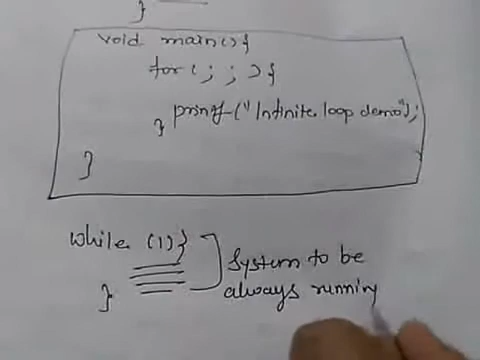 }
void main(){
for( ; ; ){
printf("Infinite loop demo");
}
}
while (1){
}
System to be
always running